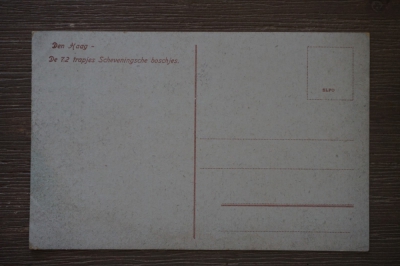 Den Haag –
De 52 trapjes Scheveningsche boschjes.